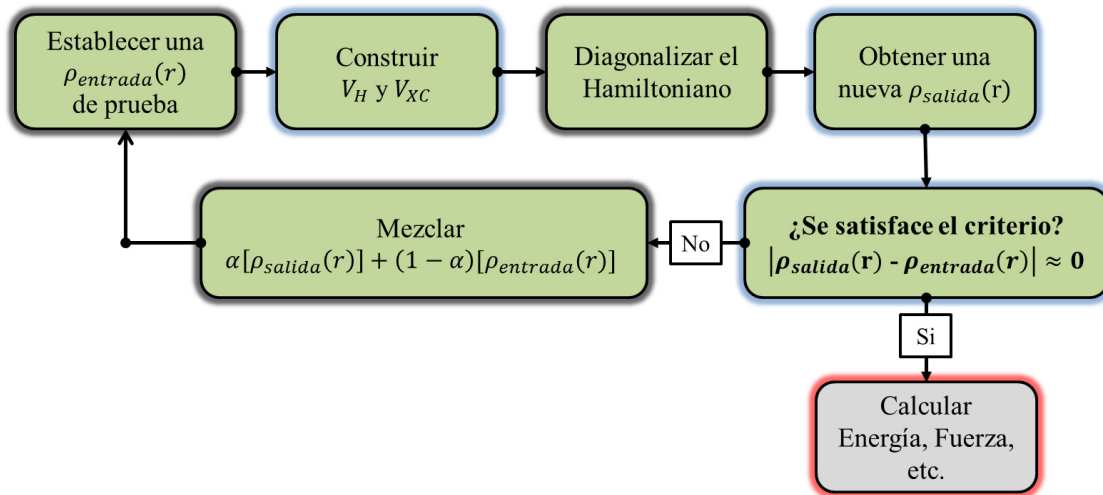 Establecer una
ρ_entrada(r)
de prueba
Construir
V_H y V_XC
Diagonalizar el
Hamiltoniano
Obtener una
nueva ρ_salida(r)
¿Se satisface el criterio?
|ρ_salida(r) - ρ_entrada(r)| ≈ 0
No
Mezclar
α[ρ_salida(r)] + (1 − α)[ρ_entrada(r)]
Si
Calcular
Energía, Fuerza,
etc.